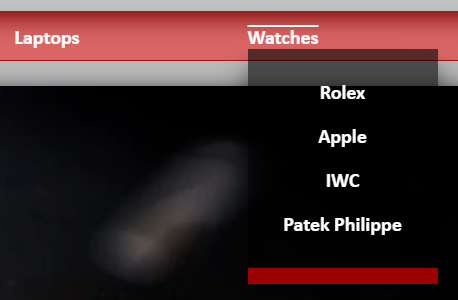 Laptops
Watches
Rolex
Apple
IWC
Patek Philippe